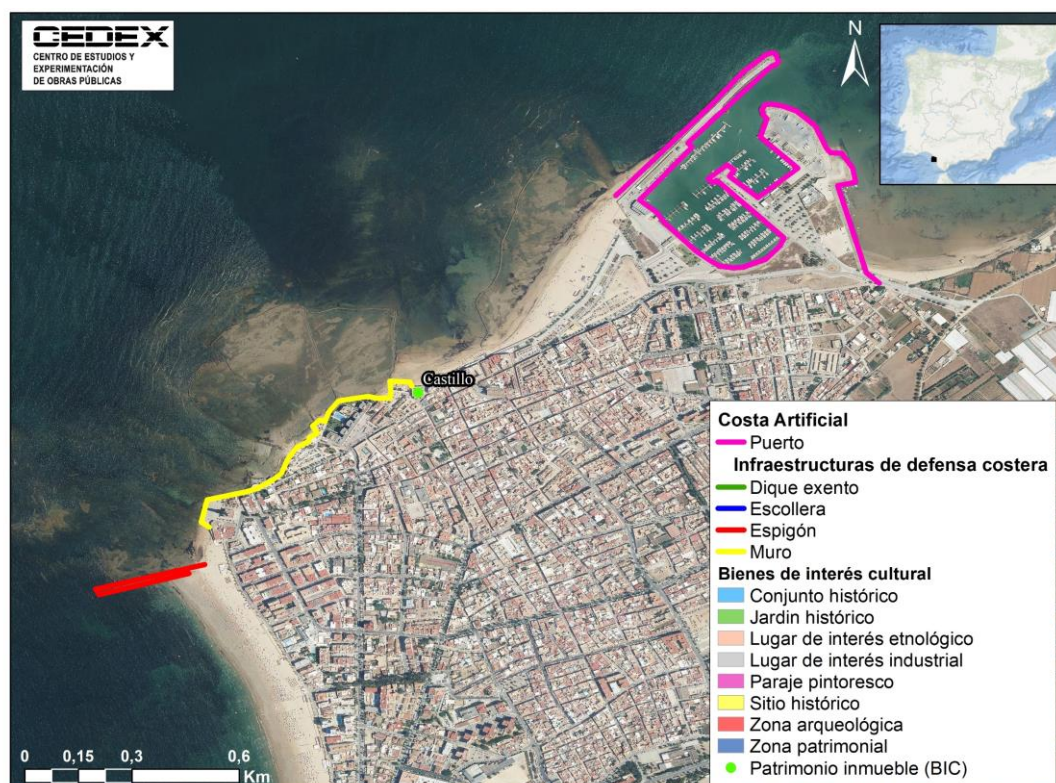 CEDEX
CENTRO DE ESTUDIOS Y
EXPERIMENTACIÓN
DE OBRAS PÚBLICAS
N
Castillo
Costa Artificial
Puerto
Infraestructuras de defensa costera
Dique exento
Escollera
Espigón
Muro
Bienes de interés cultural
Conjunto histórico
Jardin histórico
Lugar de interés etnológico
Lugar de interés industrial
Paraje pintoresco
Sitio histórico
Zona arqueológica
Zona patrimonial
Patrimonio inmueble (BIC)
0 0,15 0,3 0,6
Km